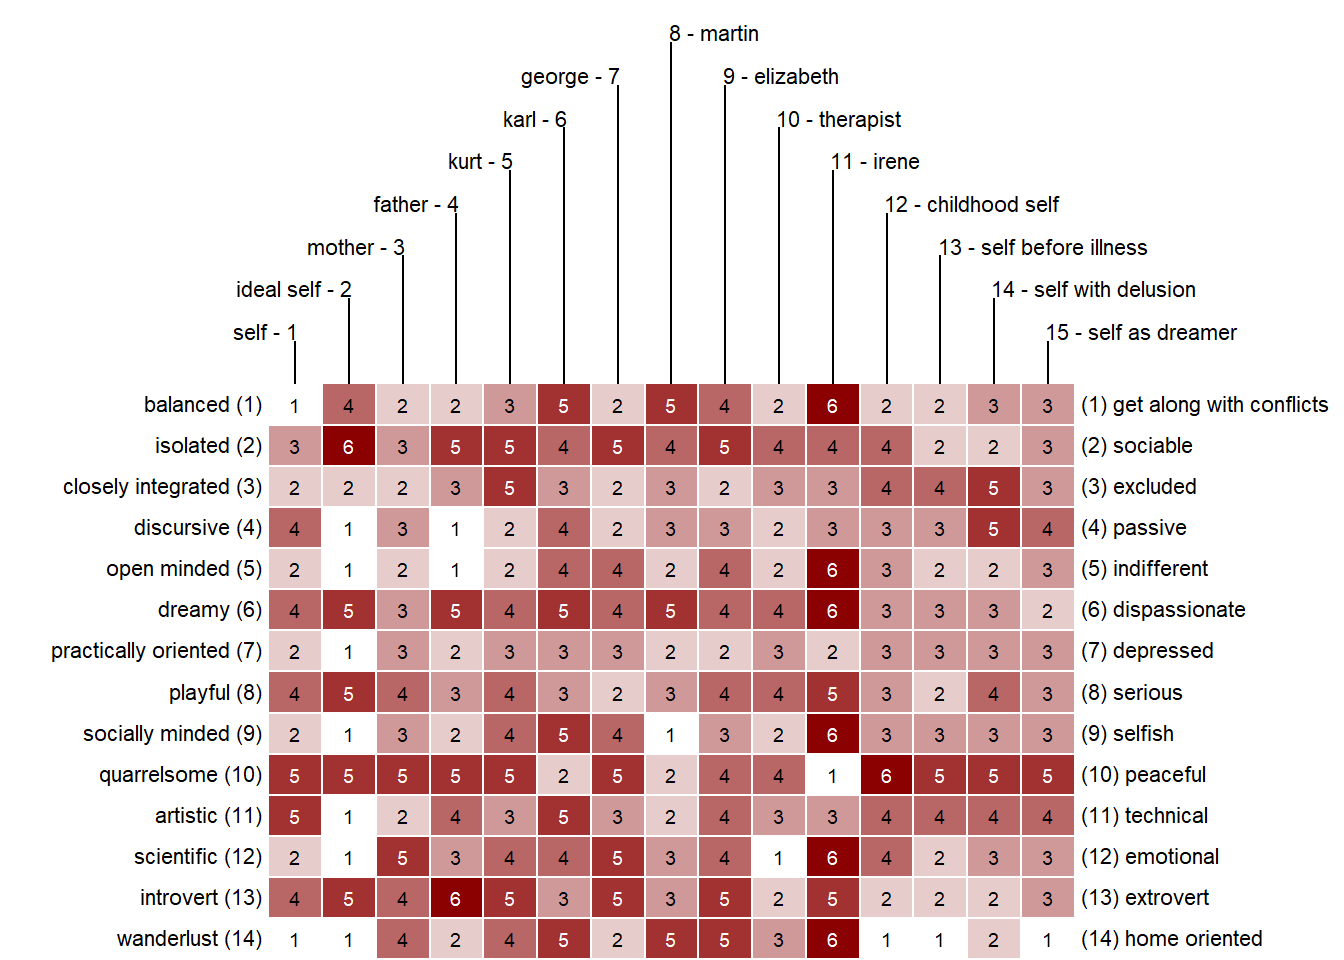 8 - martin
george - 7 9 - elizabeth
karl - 6 10 - therapist
kurt - 5 11 - irene
father - 4 12 - childhood self
mother - 3 13 - self before illness
ideal self - 2 14 - self with delusion
self - 1 15 - self as dreamer
balanced (1) 1 4 2 2 3 5 2 5 4 2 6 2 2 3 3 (1) get along with conflicts
isolated (2) 3 6 3 5 5 4 5 4 5 4 4 4 2 2 3 (2) sociable
closely integrated (3) 2 2 2 3 5 3 2 3 2 3 3 4 4 5 3 (3) excluded
discursive (4) 4 1 3 1 2 4 2 3 3 2 3 3 3 5 4 (4) passive
open minded (5) 2 1 2 1 2 4 4 2 4 2 6 3 2 2 3 (5) indifferent
dreamy (6) 4 5 3 5 4 5 4 5 4 4 6 3 3 3 2 (6) dispassionate
practically oriented (7) 2 1 3 2 3 3 3 2 2 3 2 3 3 3 3 (7) depressed
playful (8) 4 5 4 3 4 3 2 3 4 4 5 3 2 4 3 (8) serious
socially minded (9) 2 1 3 2 4 5 4 1 3 2 6 3 3 3 3 (9) selfish
quarrelsome (10) 5 5 5 5 5 2 5 2 4 4 1 6 5 5 5 (10) peaceful
artistic (11) 5 1 2 4 3 5 3 2 4 3 3 4 4 4 4 (11) technical
scientific (12) 2 1 5 3 4 4 5 3 4 1 6 4 2 3 3 (12) emotional
introvert (13) 4 5 4 6 5 3 5 3 5 2 5 2 2 2 3 (13) extrovert
wanderlust (14) 1 1 4 2 4 5 2 5 5 3 6 1 1 2 1 (14) home oriented